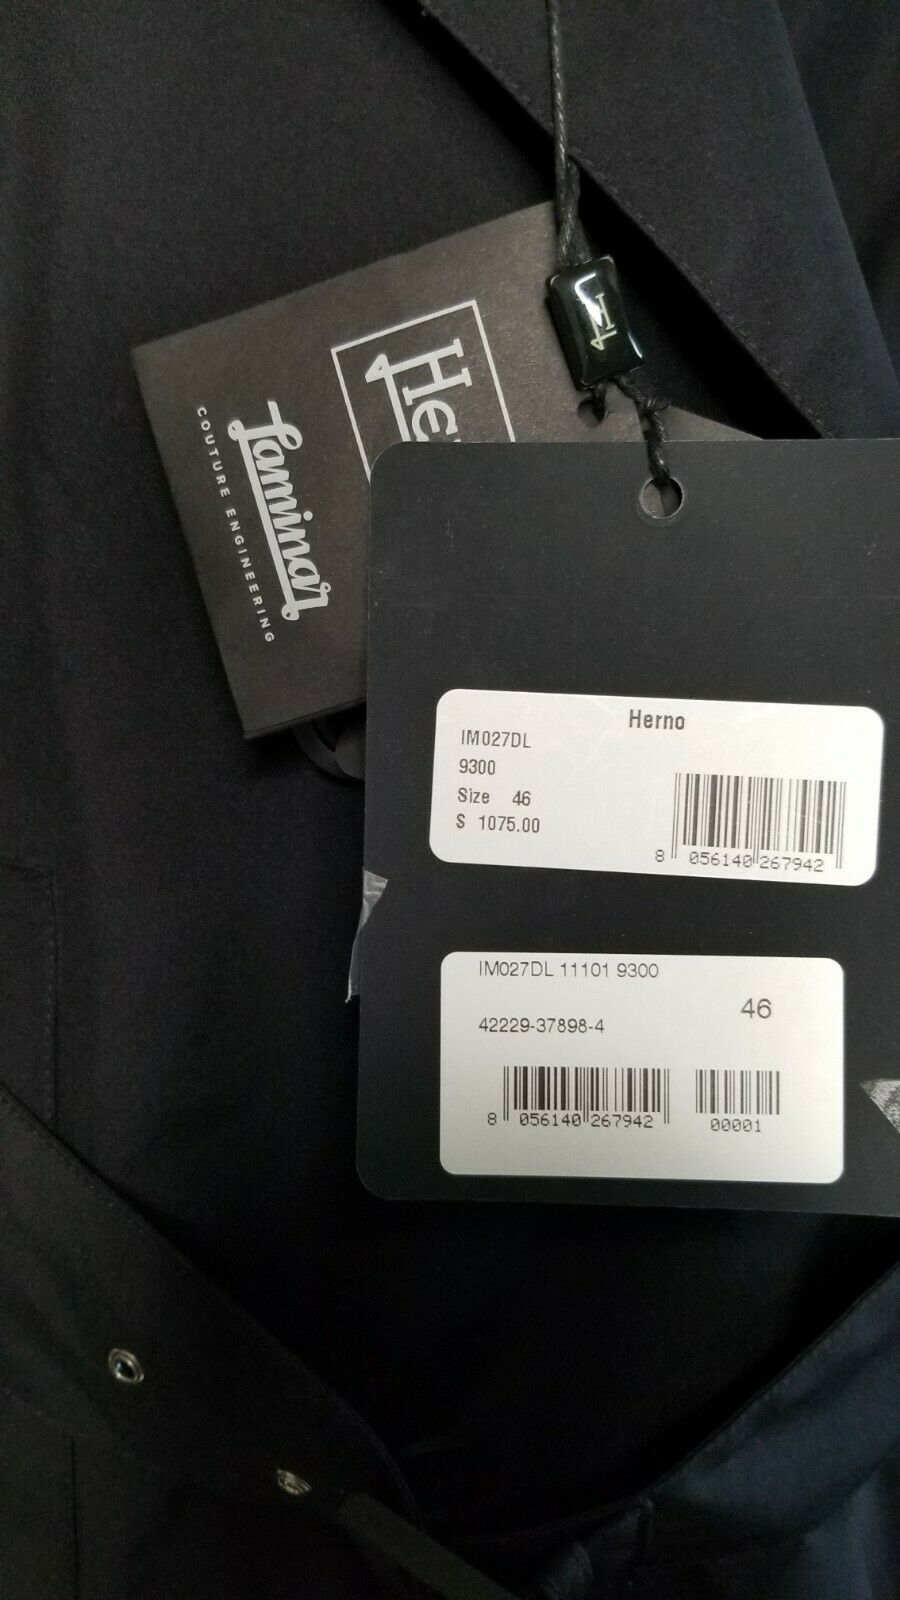 Laminar
COUTURE ENGINEERING
H
Herno
IM027DL
9300
Size 46
$ 1075.00
8 056140 267942
IM027DL 11101 9300
46
42229-37898-4
8 056140 267942
00001